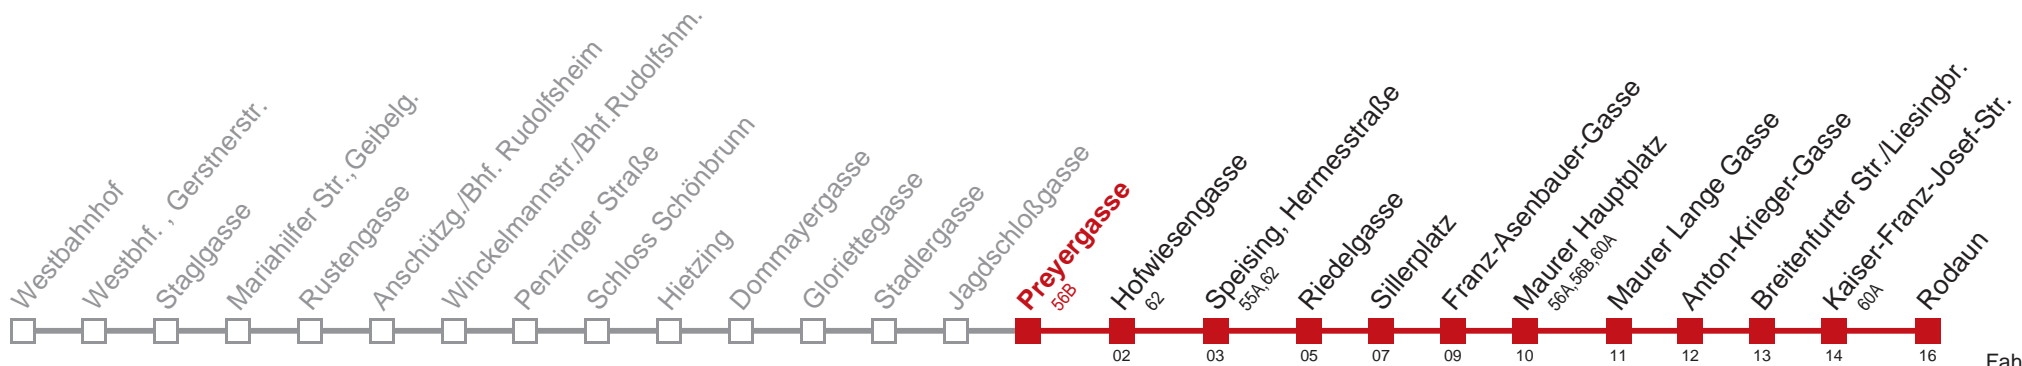 Westbahnhof
Westbhf. , Gerstnerstr.
Staglgasse
Mariahilfer Str.,Geibelg.
Rustengasse
Anschützg./Bhf. Rudolfsheim
Winckelmannstr./Bhf.Rudolfshm.
Penzinger Straße
Schloss Schönbrunn
Hietzing
Dommayergasse
Gloriettegasse
Stadlergasse
Jagdschloßgasse
Preyergasse
56B
Hofwiesengasse
62
Speising, Hermesstraße
55A,62
Riedelgasse
Sillerplatz
Franz-Asenbauer-Gasse
Maurer Hauptplatz
56A,56B,60A
Maurer Lange Gasse
Anton-Krieger-Gasse
Breitenfurter Str./Liesingbr.
Kaiser-Franz-Josef-Str.
60A
Rodaun
02 03 05 07 09 10 11 12 13 14 16
Fah